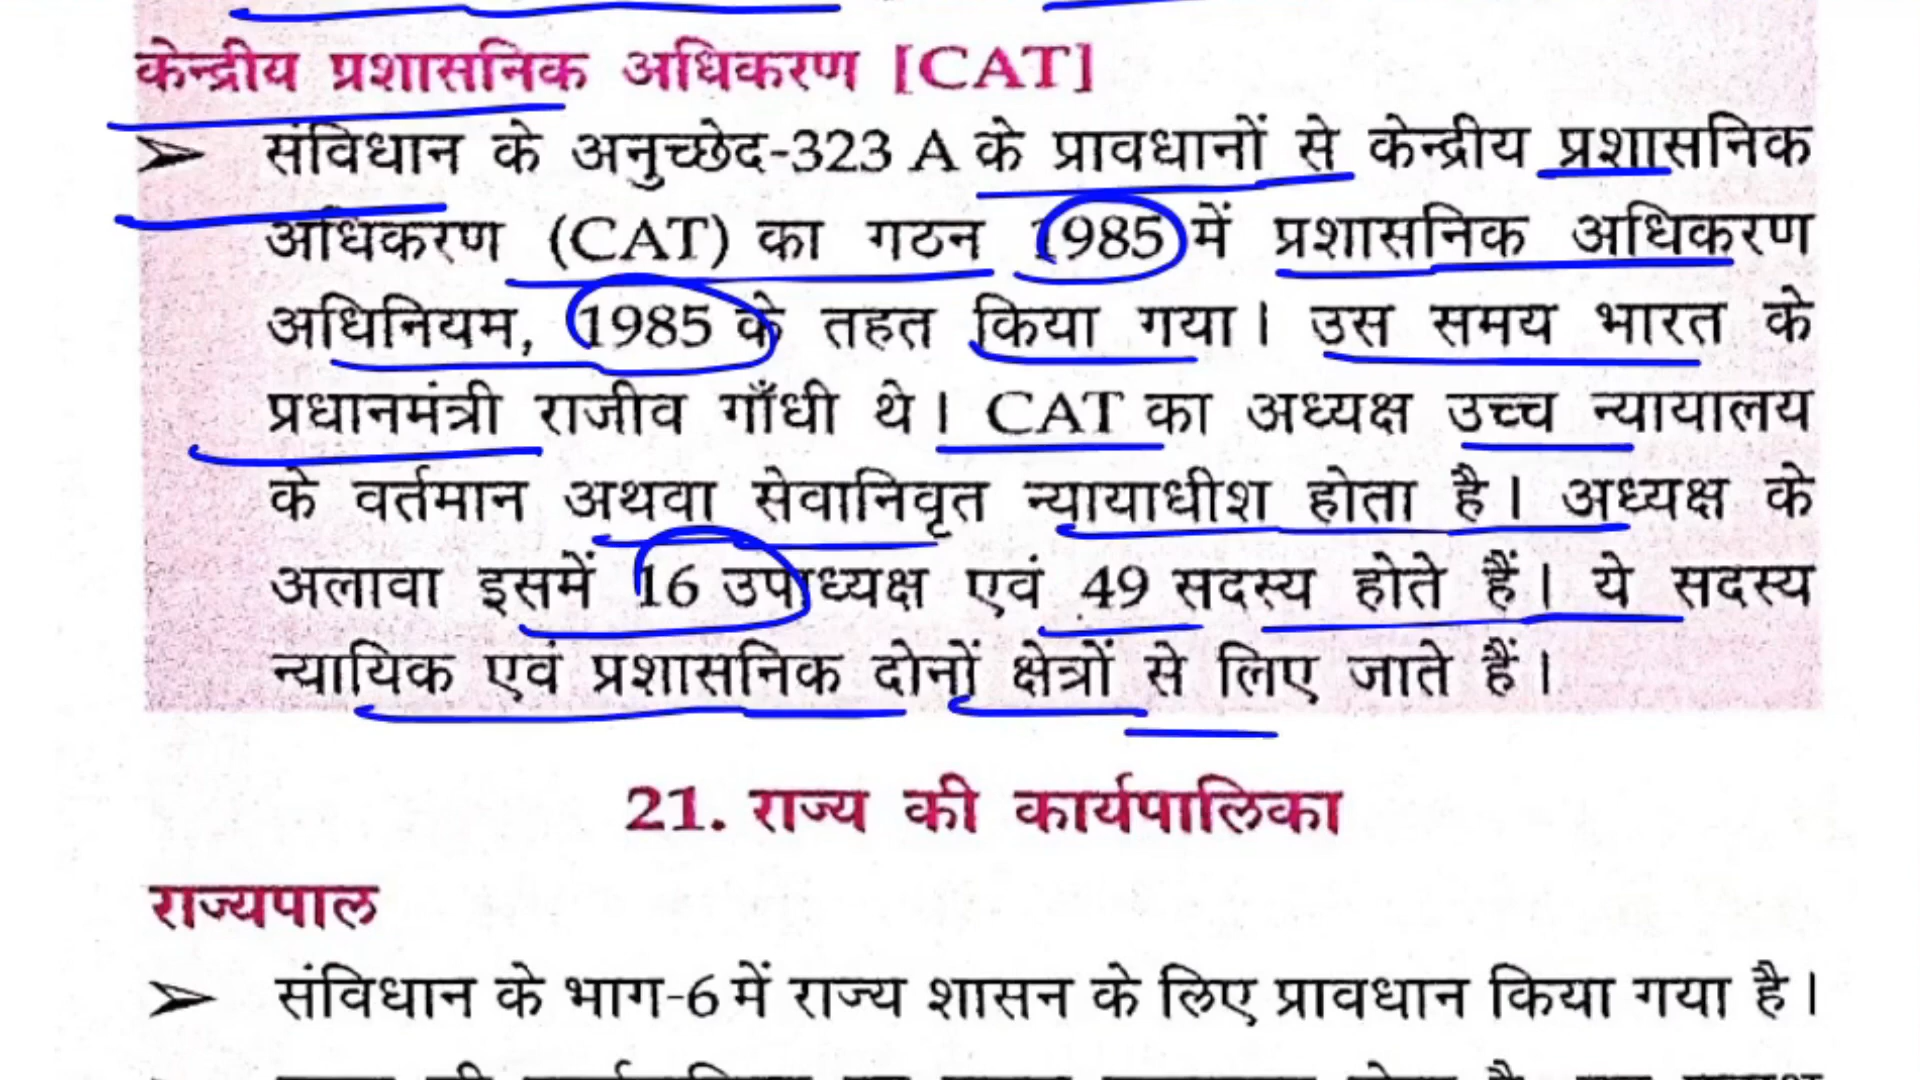 केन्द्रीय प्रशासनिक अधिकरण [CAT]
➢ संविधान के अनुच्छेद-323 A के प्रावधानों से केन्द्रीय प्रशासनिक
अधिकरण (CAT) का गठन 1985 में प्रशासनिक अधिकरण
अधिनियम, 1985 के तहत किया गया। उस समय भारत के
प्रधानमंत्री राजीव गाँधी थे। CAT का अध्यक्ष उच्च न्यायालय
के वर्तमान अथवा सेवानिवृत न्यायाधीश होता है। अध्यक्ष के
अलावा इसमें 16 उपाध्यक्ष एवं 49 सदस्य होते हैं। ये सदस्य
न्यायिक एवं प्रशासनिक दोनों क्षेत्रों से लिए जाते हैं।
21. राज्य की कार्यपालिका
राज्यपाल
➢ संविधान के भाग-6 में राज्य शासन के लिए प्रावधान किया गया है।